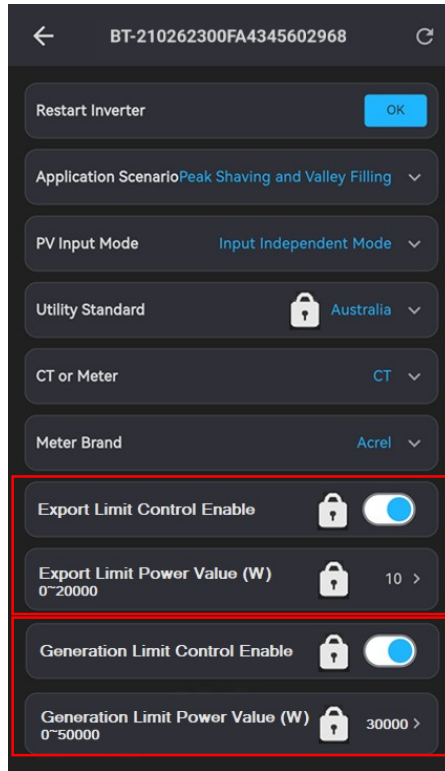 BT-210262300FA4345602968
Restart Inverter OK
Application Scenario Peak Shaving and Valley Filling
PV Input Mode Input Independent Mode
Utility Standard Australia
CT or Meter CT
Meter Brand Acrel
Export Limit Control Enable
Export Limit Power Value (W) 10
0~20000
Generation Limit Control Enable
Generation Limit Power Value (W) 30000
0~50000